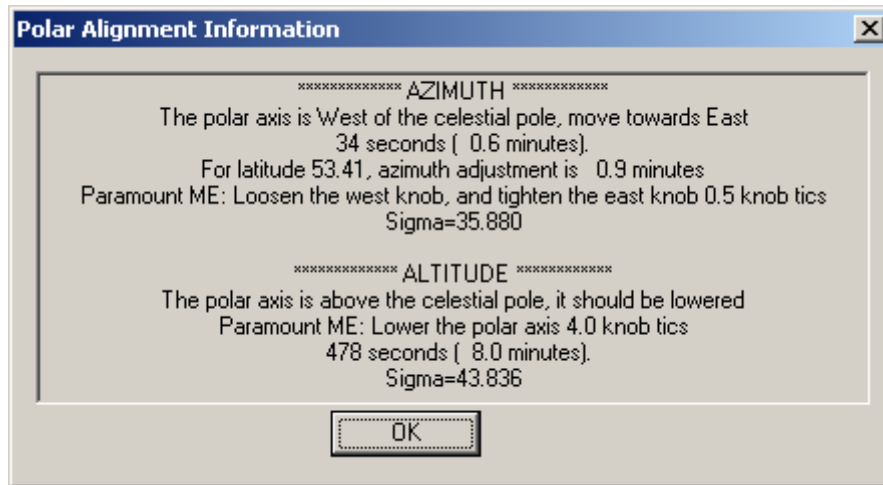 Polar Alignment Information
************* AZIMUTH ************
The polar axis is West of the celestial pole, move towards East
34 seconds (  0.6 minutes).
For latitude 53.41, azimuth adjustment is   0.9 minutes
Paramount ME: Loosen the west knob, and tighten the east knob 0.5 knob tics
Sigma=35.880
************* ALTITUDE ************
The polar axis is above the celestial pole, it should be lowered
Paramount ME: Lower the polar axis 4.0 knob tics
478 seconds (  8.0 minutes).
Sigma=43.836
OK